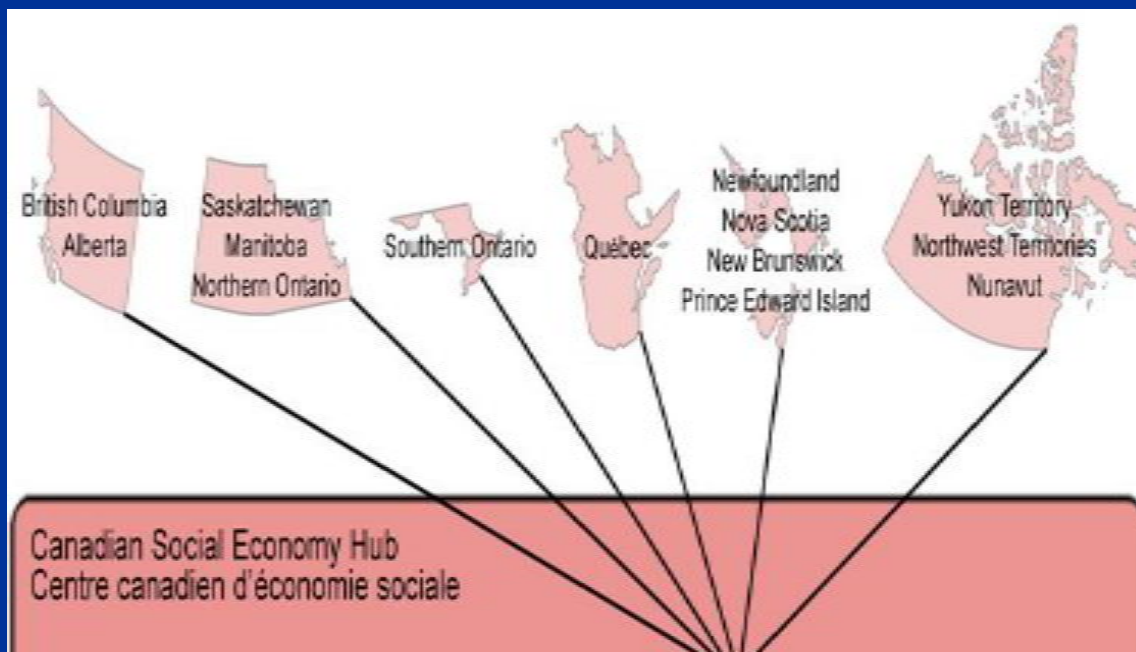 British Columbia
Alberta
Saskatchewan
Manitoba
Northern Ontario
Southern Ontario
Québec
Newfoundland
Nova Scotia
New Brunswick
Prince Edward Island
Yukon Territory
Northwest Territories
Nunavut
Canadian Social Economy Hub
Centre canadien d'économie sociale